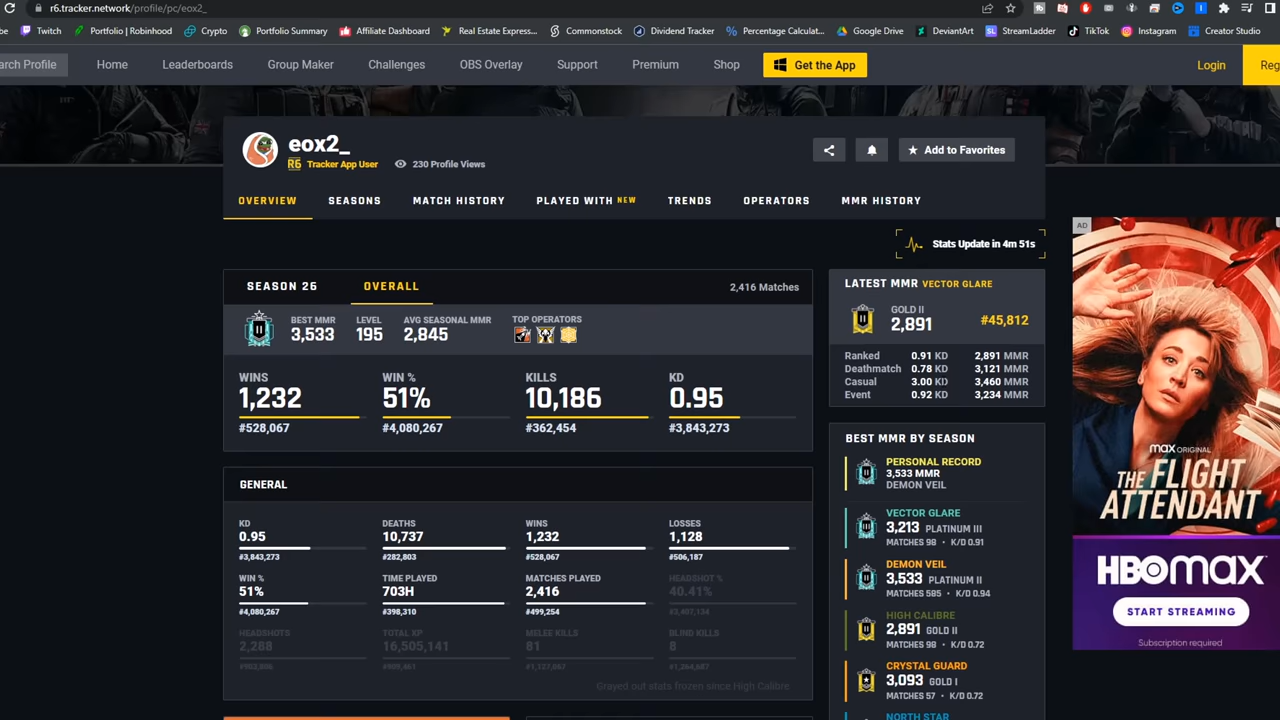 r6.tracker.network/profile/pc/eox2_
be Twitch Portfolio | Robinhood Crypto Portfolio Summary Affiliate Dashboard Real Estate Express... Commonstock Dividend Tracker Percentage Calculat... Google Drive DeviantArt StreamLadder TikTok Instagram Creator Studio
arch Profile Home Leaderboards Group Maker Challenges OBS Overlay Support Premium Shop Get the App Login Reg
eox2_
R6 Tracker App User 230 Profile Views
Add to Favorites
OVERVIEW SEASONS MATCH HISTORY PLAYED WITH NEW TRENDS OPERATORS MMR HISTORY
Stats Update in 4m 51s
SEASON 26 OVERALL 2,416 Matches
BEST MMR LEVEL AVG SEASONAL MMR TOP OPERATORS
3,533 195 2,845
WINS WIN % KILLS KD
1,232 51% 10,186 0.95
#528,067 #4,080,267 #362,454 #3,843,273
GENERAL
KD DEATHS WINS LOSSES
0.95 10,737 1,232 1,128
#3,843,273 #282,803 #528,067 #506,187
WIN % TIME PLAYED MATCHES PLAYED HEADSHOT %
51% 703H 2,416 40.41%
#4,080,267 #398,310 #499,254 #3,407,134
HEADSHOTS TOTAL XP MELEE KILLS BLIND KILLS
2,288 16,505,141 81 8
Grayed out stats frozen since High Calibre
LATEST MMR VECTOR GLARE
GOLD II
2,891 #45,812
Ranked 0.91 KD 2,891 MMR
Deathmatch 0.78 KD 3,121 MMR
Casual 3.00 KD 3,460 MMR
Event 0.92 KD 3,234 MMR
BEST MMR BY SEASON
PERSONAL RECORD
3,533 MMR
DEMON VEIL
VECTOR GLARE
3,213 PLATINUM III
MATCHES 98 • K/D 0.91
DEMON VEIL
3,533 PLATINUM II
MATCHES 585 • K/D 0.94
HIGH CALIBRE
2,891 GOLD II
MATCHES 98 • K/D 0.72
CRYSTAL GUARD
3,093 GOLD I
MATCHES 57 • K/D 0.72
NORTH STAR
AD
max ORIGINAL
THE FLIGHT
ATTENDANT
HBOmax
START STREAMING
Subscription required